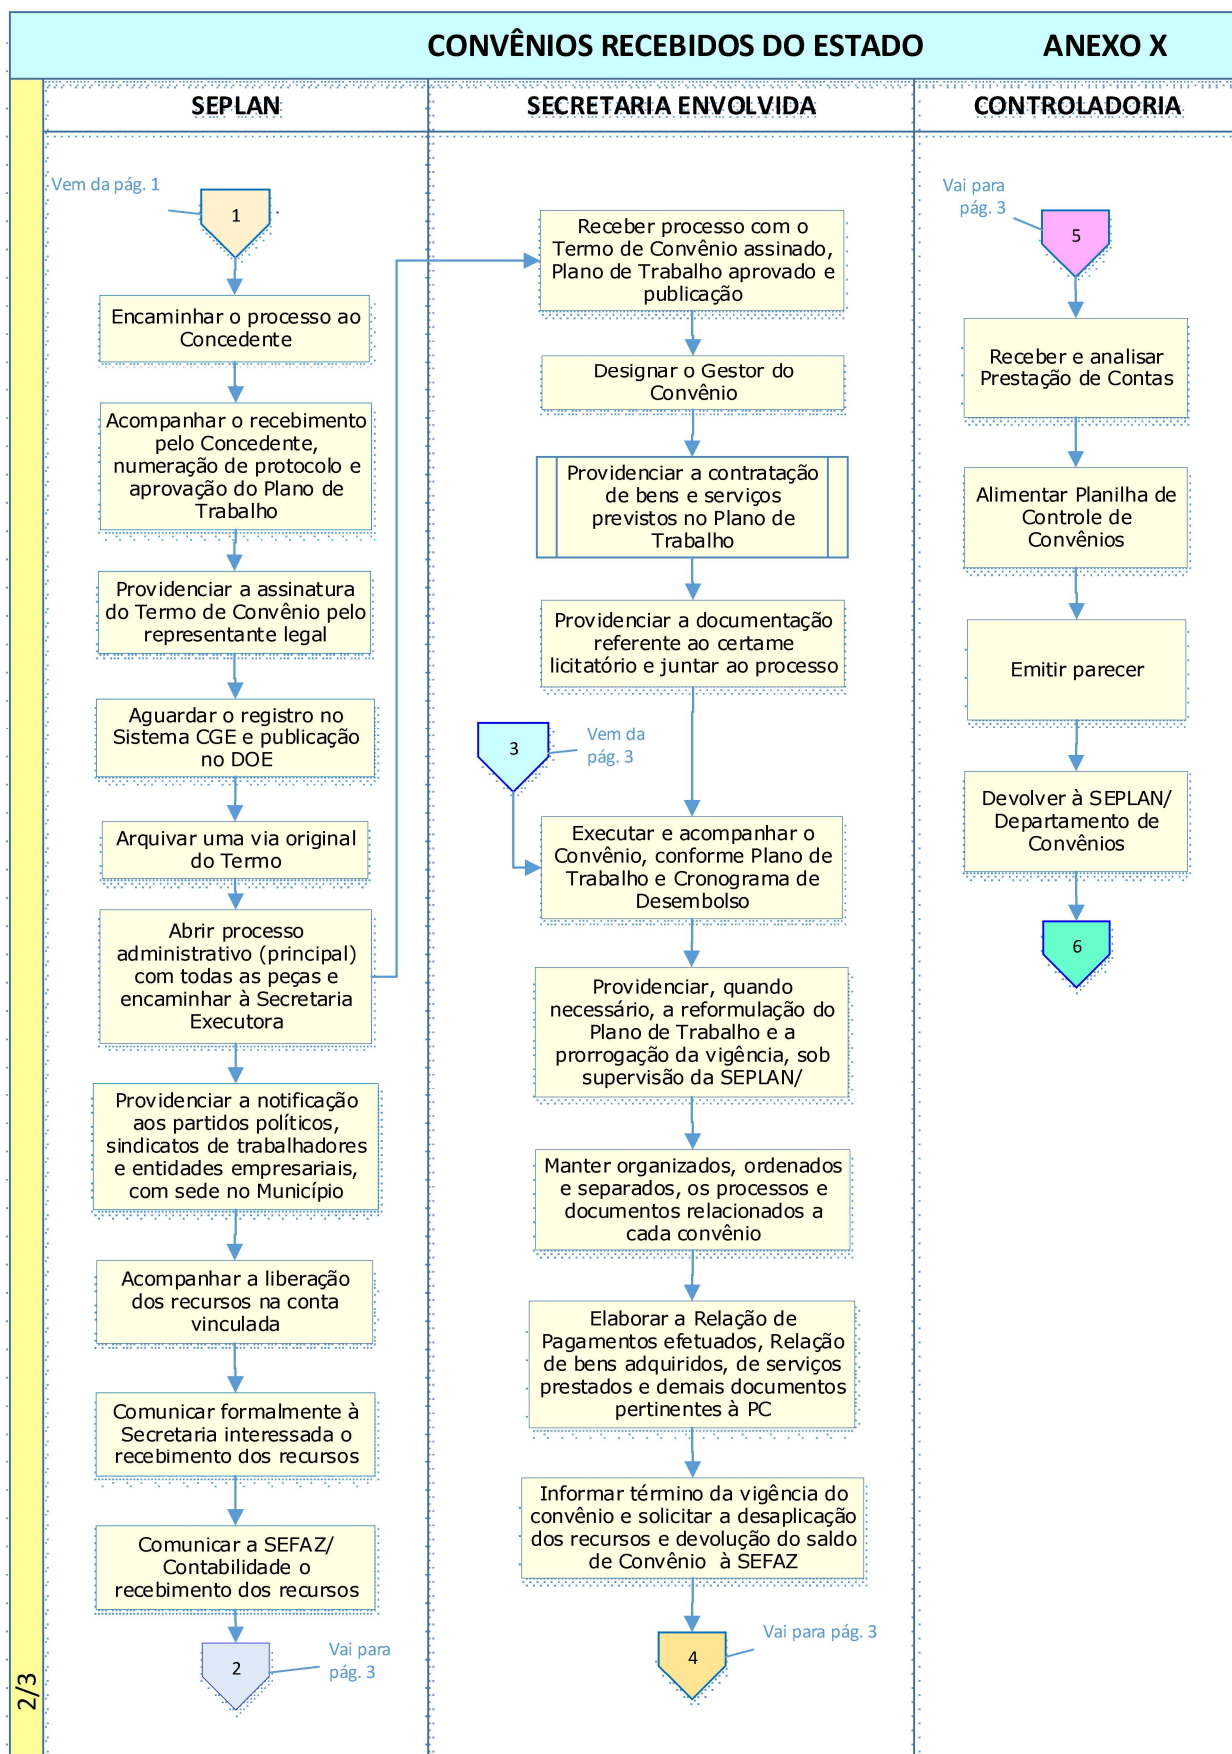 CONVÊNIOS RECEBIDOS DO ESTADO
ANEXO X
SEPLAN
SECRETARIA ENVOLVIDA
CONTROLADORIA
Vem da pág. 1
1
Encaminhar o processo ao
Concedente
Acompanhar o recebimento
pelo Concedente,
numeração de protocolo e
aprovação do Plano de
Trabalho
Providenciar a assinatura
do Termo de Convênio pelo
representante legal
Aguardar o registro no
Sistema CGE e publicação
no DOE
Arquivar uma via original
do Termo
Abrir processo
administrativo (principal)
com todas as peças e
encaminhar à Secretaria
Executora
Providenciar a notificação
aos partidos políticos,
sindicatos de trabalhadores
e entidades empresariais,
com sede no Município
Acompanhar a liberação
dos recursos na conta
vinculada
Comunicar formalmente à
Secretaria interessada o
recebimento dos recursos
Comunicar a SEFAZ/
Contabilidade o
recebimento dos recursos
2
Vai para
pág. 3
Receber processo com o
Termo de Convênio assinado,
Plano de Trabalho aprovado e
publicação
Designar o Gestor do
Convênio
Providenciar a contratação
de bens e serviços
previstos no Plano de
Trabalho
Providenciar a documentação
referente ao certame
licitatório e juntar ao processo
3
Vem da
pág. 3
Executar e acompanhar o
Convênio, conforme Plano de
Trabalho e Cronograma de
Desembolso
Providenciar, quando
necessário, a reformulação do
Plano de Trabalho e a
prorrogação da vigência, sob
supervisão da SEPLAN/
Manter organizados, ordenados
e separados, os processos e
documentos relacionados a
cada convênio
Elaborar a Relação de
Pagamentos efetuados, Relação
de bens adquiridos, de serviços
prestados e demais documentos
pertinentes à PC
Informar término da vigência do
convênio e solicitar a desaplicação
dos recursos e devolução do saldo
de Convênio à SEFAZ
4
Vai para pág. 3
Vai para
pág. 3
5
Receber e analisar
Prestação de Contas
Alimentar Planilha de
Controle de
Convênios
Emitir parecer
Devolver à SEPLAN/
Departamento de
Convênios
6
2/3